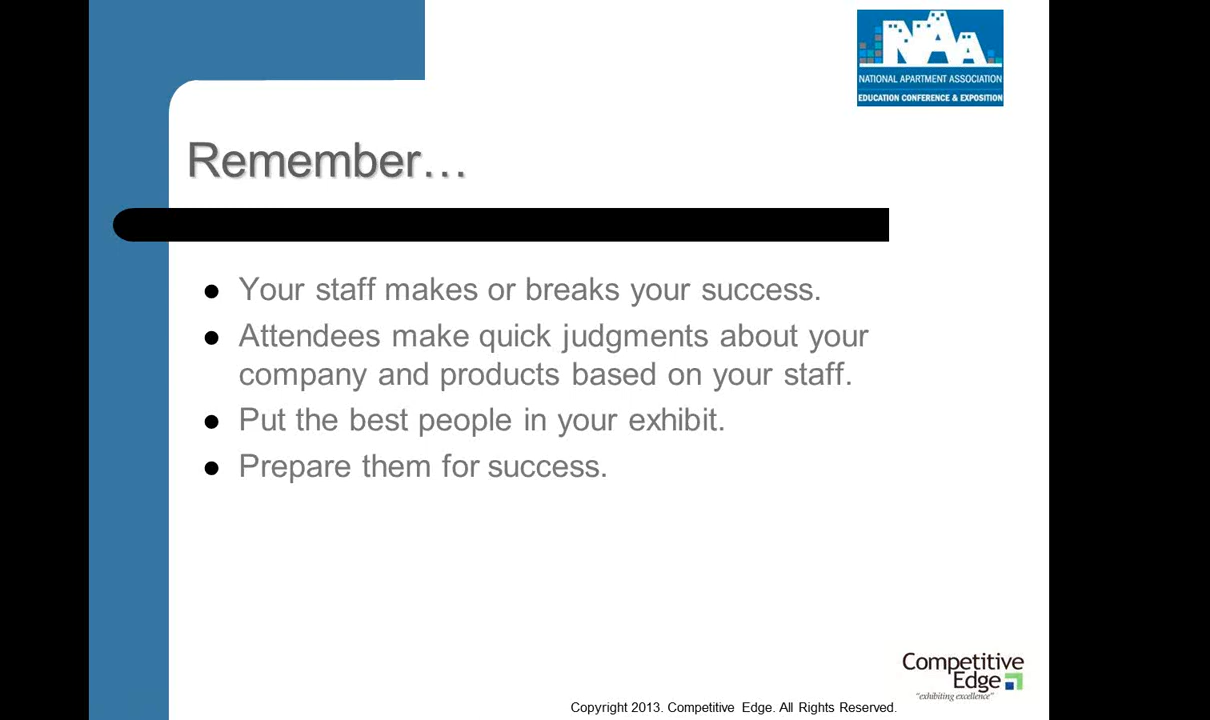 NAA
NATIONAL APARTMENT ASSOCIATION
EDUCATION CONFERENCE & EXPOSITION
Remember…
● Your staff makes or breaks your success.
● Attendees make quick judgments about your
company and products based on your staff.
● Put the best people in your exhibit.
● Prepare them for success.
Competitive
Edge
"exhibiting excellence"
Copyright 2013. Competitive Edge. All Rights Reserved.